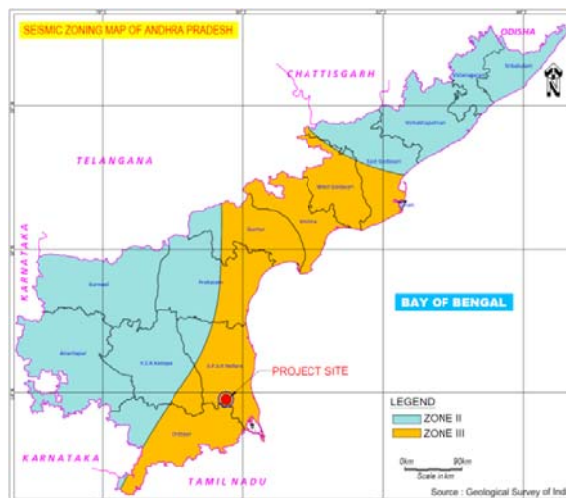 SEISMIC ZONING MAP OF ANDHRA PRADESH
ODISHA
CHATTISGARH
N
TELANGANA
KARNATAKA
Srikakulam
Visakhapatnam
East Godavari
West Godavari
Krishna
Guntur
Prakasam
Kurnool
Anantapur
Y.S.R Kadapa
S.P.S.R Nellore
Chittoor
BAY OF BENGAL
PROJECT SITE
LEGEND
ZONE II
ZONE III
KARNATAKA
TAMIL NADU
0km 90km
Scale in km
Source : Geological Survey of Ind